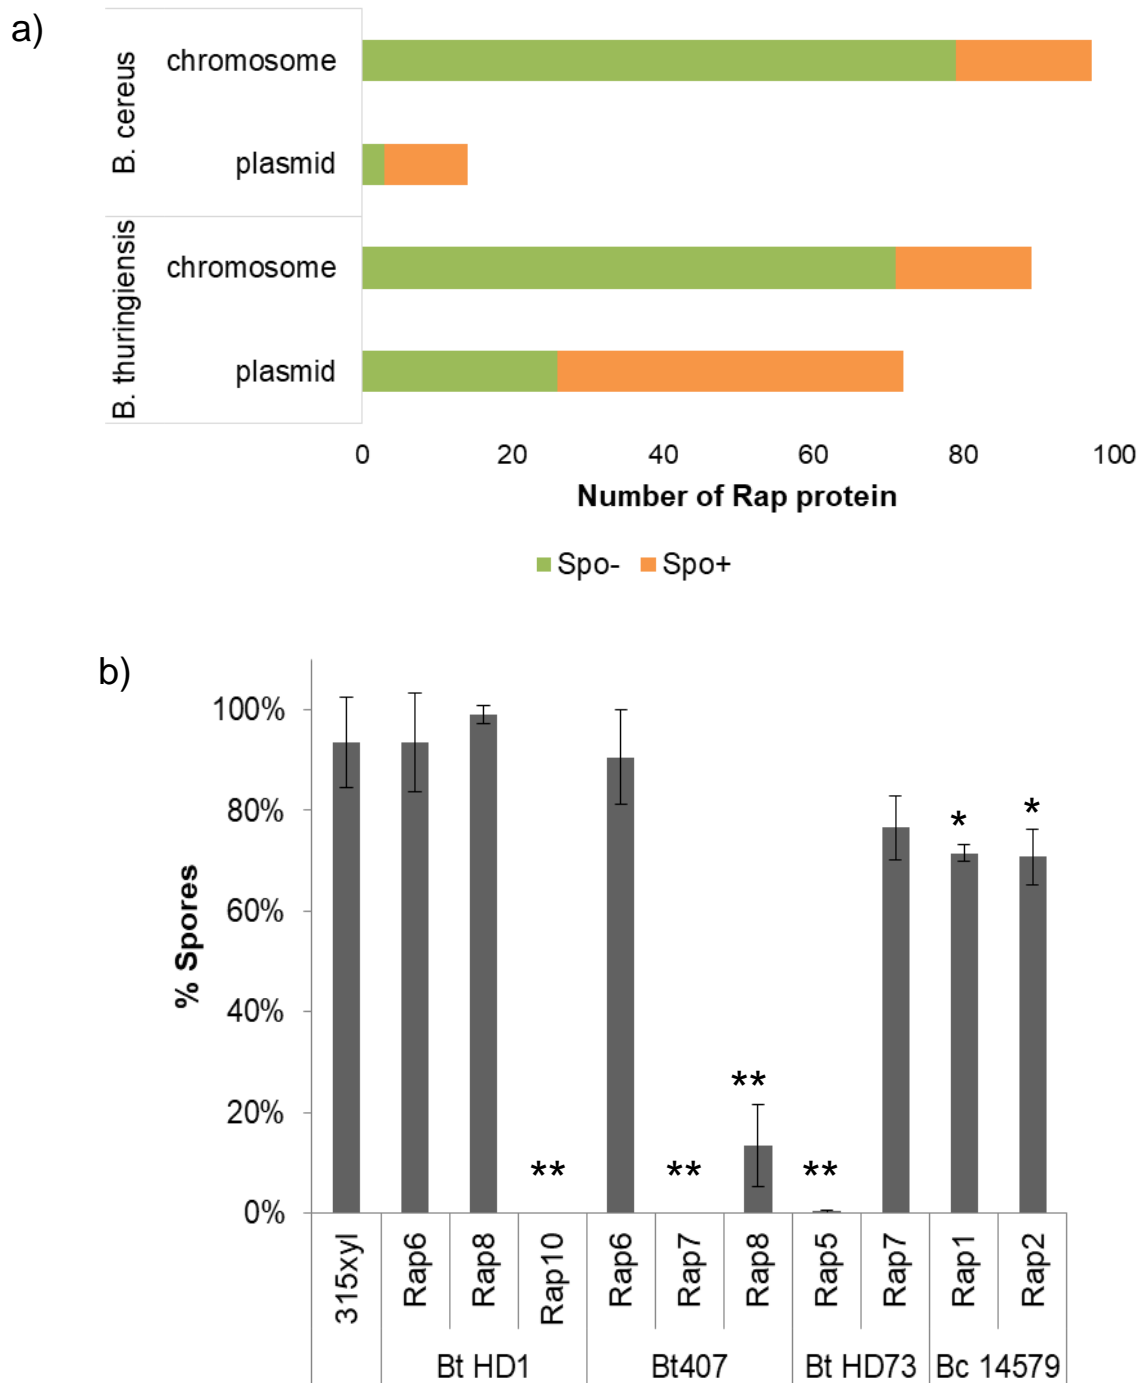 a)
B. cereus
chromosome
plasmid
B. thuringiensis
chromosome
plasmid
0 20 40 60 80 100
Number of Rap protein
Spo- Spo+
b)
% Spores
100%
80%
60%
40%
20%
0%
* *
**
** ** **
315xyl Rap6 Rap8 Rap10 Rap6 Rap7 Rap8 Rap5 Rap7 Rap1 Rap2
Bt HD1 Bt407 Bt HD73 Bc 14579